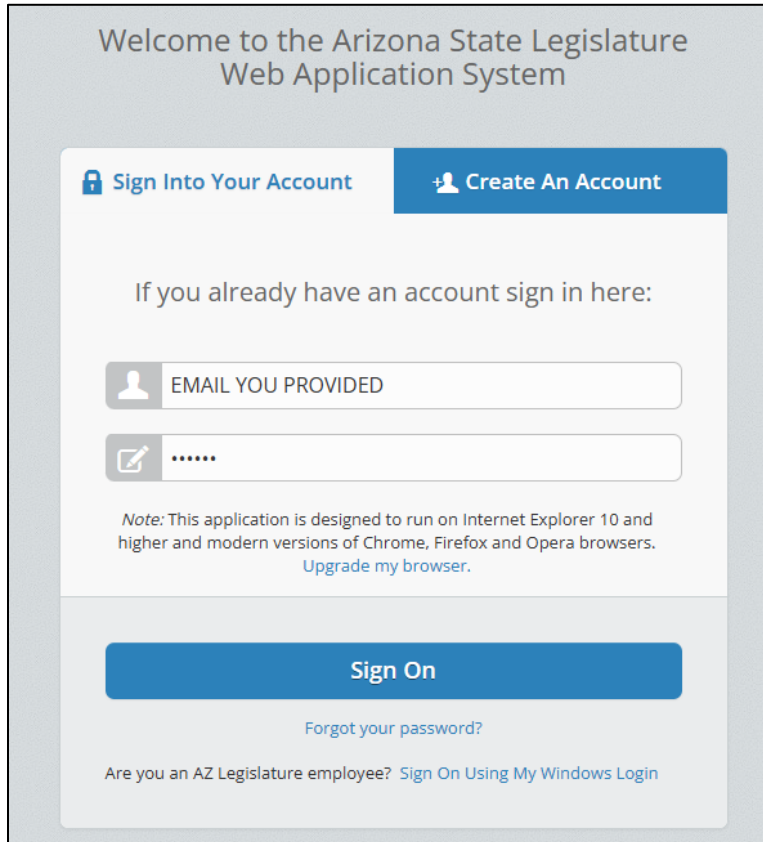 Welcome to the Arizona State Legislature
Web Application System
Sign Into Your Account
Create An Account
If you already have an account sign in here:
EMAIL YOU PROVIDED
••••••
Note: This application is designed to run on Internet Explorer 10 and
higher and modern versions of Chrome, Firefox and Opera browsers.
Upgrade my browser.
Sign On
Forgot your password?
Are you an AZ Legislature employee? Sign On Using My Windows Login